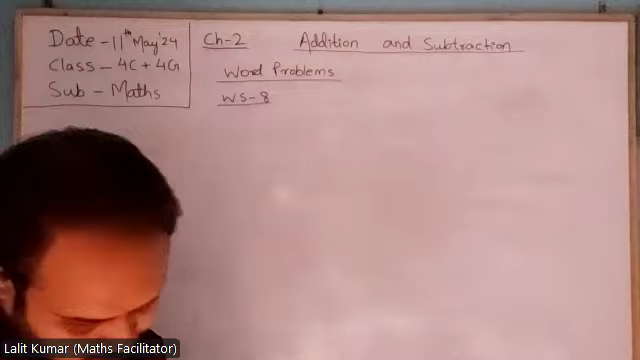 Date - 11th May'24
Class - 4C + 4G
Sub - Maths
Ch-2 Addition and Subtraction
Word Problems
WS-8
Lalit Kumar (Maths Facilitator)